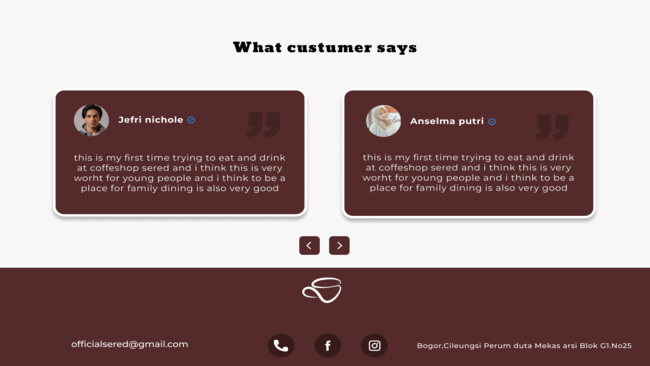 What custumer says
Jefri nichole
this is my first time trying to eat and drink
at coffeshop sered and i think this is very
worht for young people and i think to be a
place for family dining is also very good
Anselma putri
this is my first time trying to eat and drink
at coffeshop sered and i think this is very
worht for young people and i think to be a
place for family dining is also very good
officialsered@gmail.com
Bogor,Cileungsi Perum duta Mekas arsi Blok G1.No25